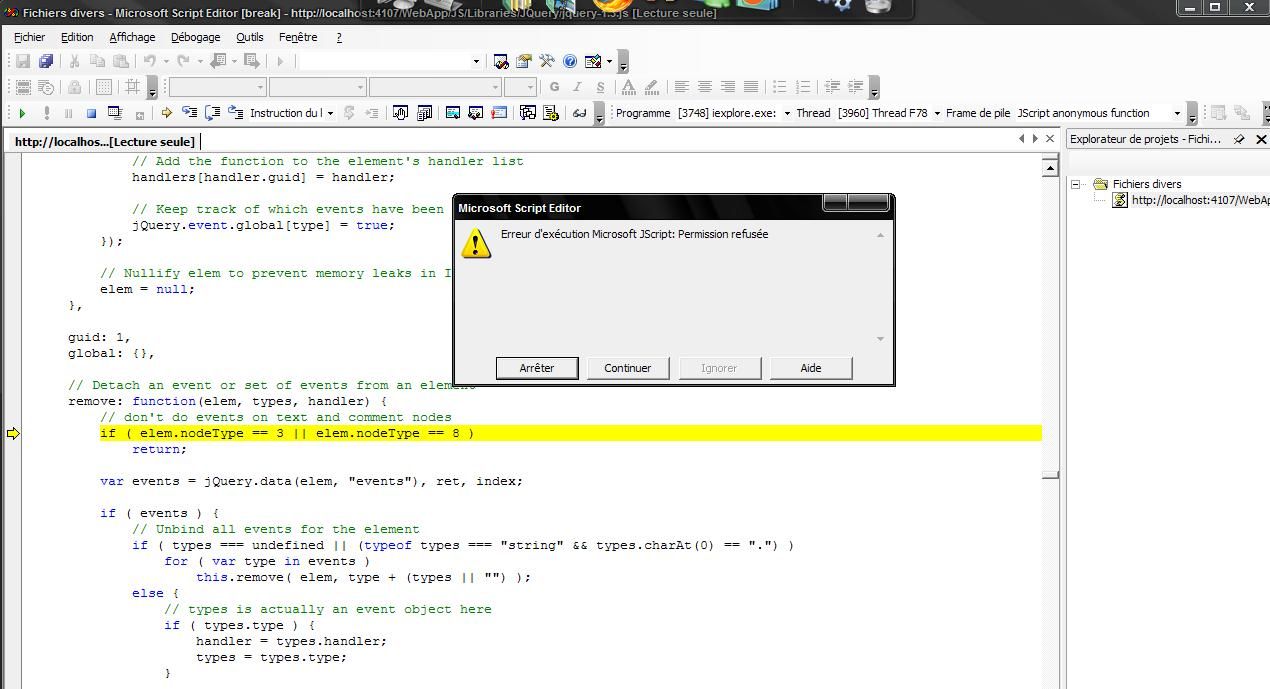 Fichiers divers - Microsoft Script Editor [break] - http://localhost:4107/WebApp/JS/Libraries/JQuery/jquery-1.3.js [Lecture seule]
Fichier Edition Affichage Débogage Outils Fenêtre ?
G I S
Instruction du l Programme [3748] iexplore.exe: Thread [3960] Thread F78 Frame de pile JScript anonymous function
http://localhos...[Lecture seule]
Explorateur de projets - Fichi...
Fichiers divers
http://localhost:4107/WebAp
// Add the function to the element's handler list
handlers[handler.guid] = handler;
// Keep track of which events have been
jQuery.event.global[type] = true;
});
// Nullify elem to prevent memory leaks in I
elem = null;
},
guid: 1,
global: {},
// Detach an event or set of events from an element
remove: function(elem, types, handler) {
// don't do events on text and comment nodes
if ( elem.nodeType == 3 || elem.nodeType == 8 )
return;
var events = jQuery.data(elem, "events"), ret, index;
if ( events ) {
// Unbind all events for the element
if ( types === undefined || (typeof types === "string" && types.charAt(0) == ".") )
for ( var type in events )
this.remove( elem, type + (types || "") );
else {
// types is actually an event object here
if ( types.type ) {
handler = types.handler;
types = types.type;
}
Microsoft Script Editor
Erreur d'exécution Microsoft JScript: Permission refusée
Arrêter Continuer Ignorer Aide